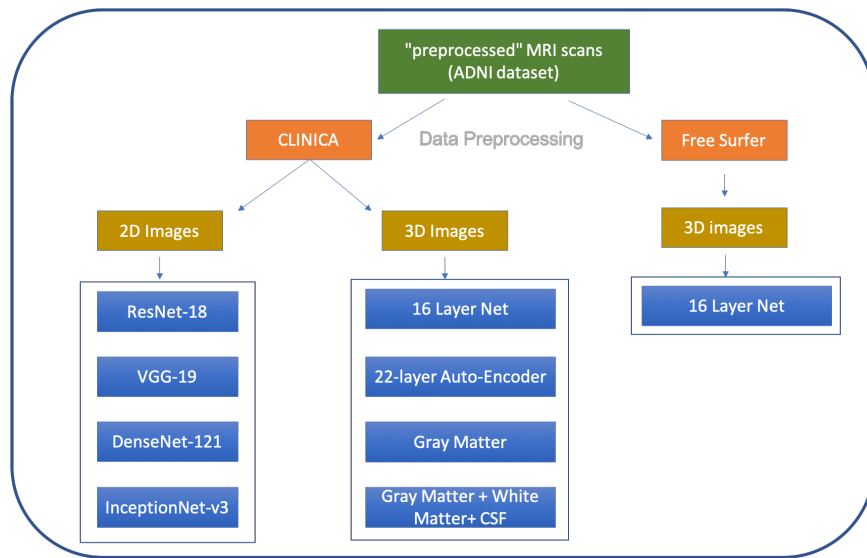 "preprocessed" MRI scans
(ADNI dataset)
CLINICA
Data Preprocessing
Free Surfer
2D Images
3D Images
3D images
ResNet-18
16 Layer Net
16 Layer Net
VGG-19
22-layer Auto-Encoder
DenseNet-121
Gray Matter
InceptionNet-v3
Gray Matter + White
Matter+ CSF